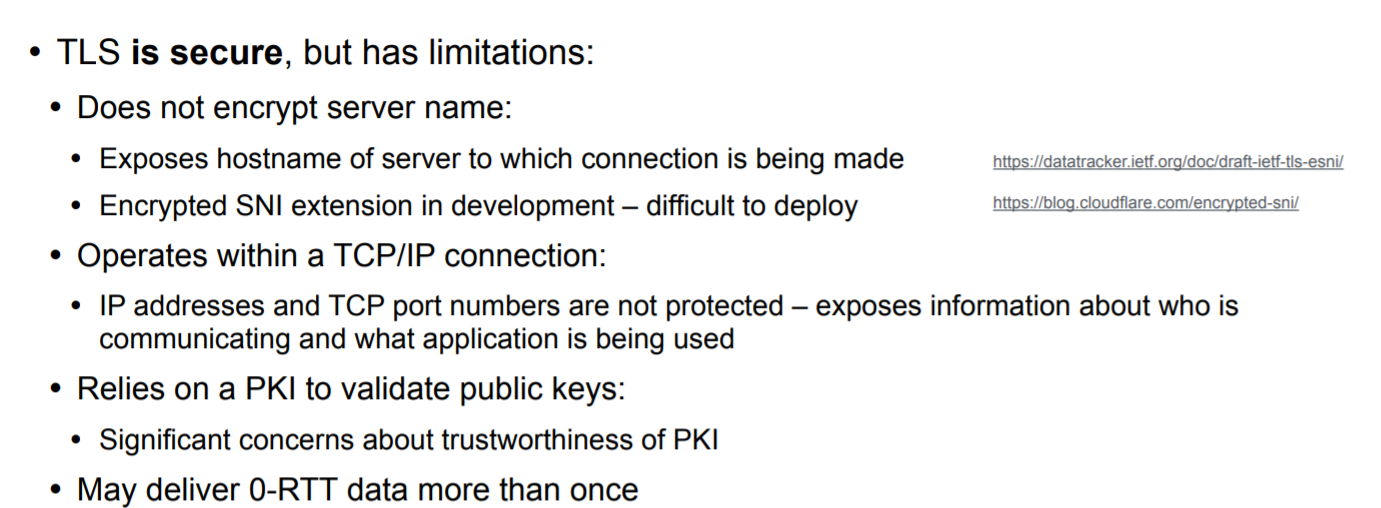 • TLS is secure, but has limitations:
• Does not encrypt server name:
• Exposes hostname of server to which connection is being made
https://datatracker.ietf.org/doc/draft-ietf-tls-esni/
• Encrypted SNI extension in development – difficult to deploy
https://blog.cloudflare.com/encrypted-sni/
• Operates within a TCP/IP connection:
• IP addresses and TCP port numbers are not protected – exposes information about who is
communicating and what application is being used
• Relies on a PKI to validate public keys:
• Significant concerns about trustworthiness of PKI
• May deliver 0-RTT data more than once